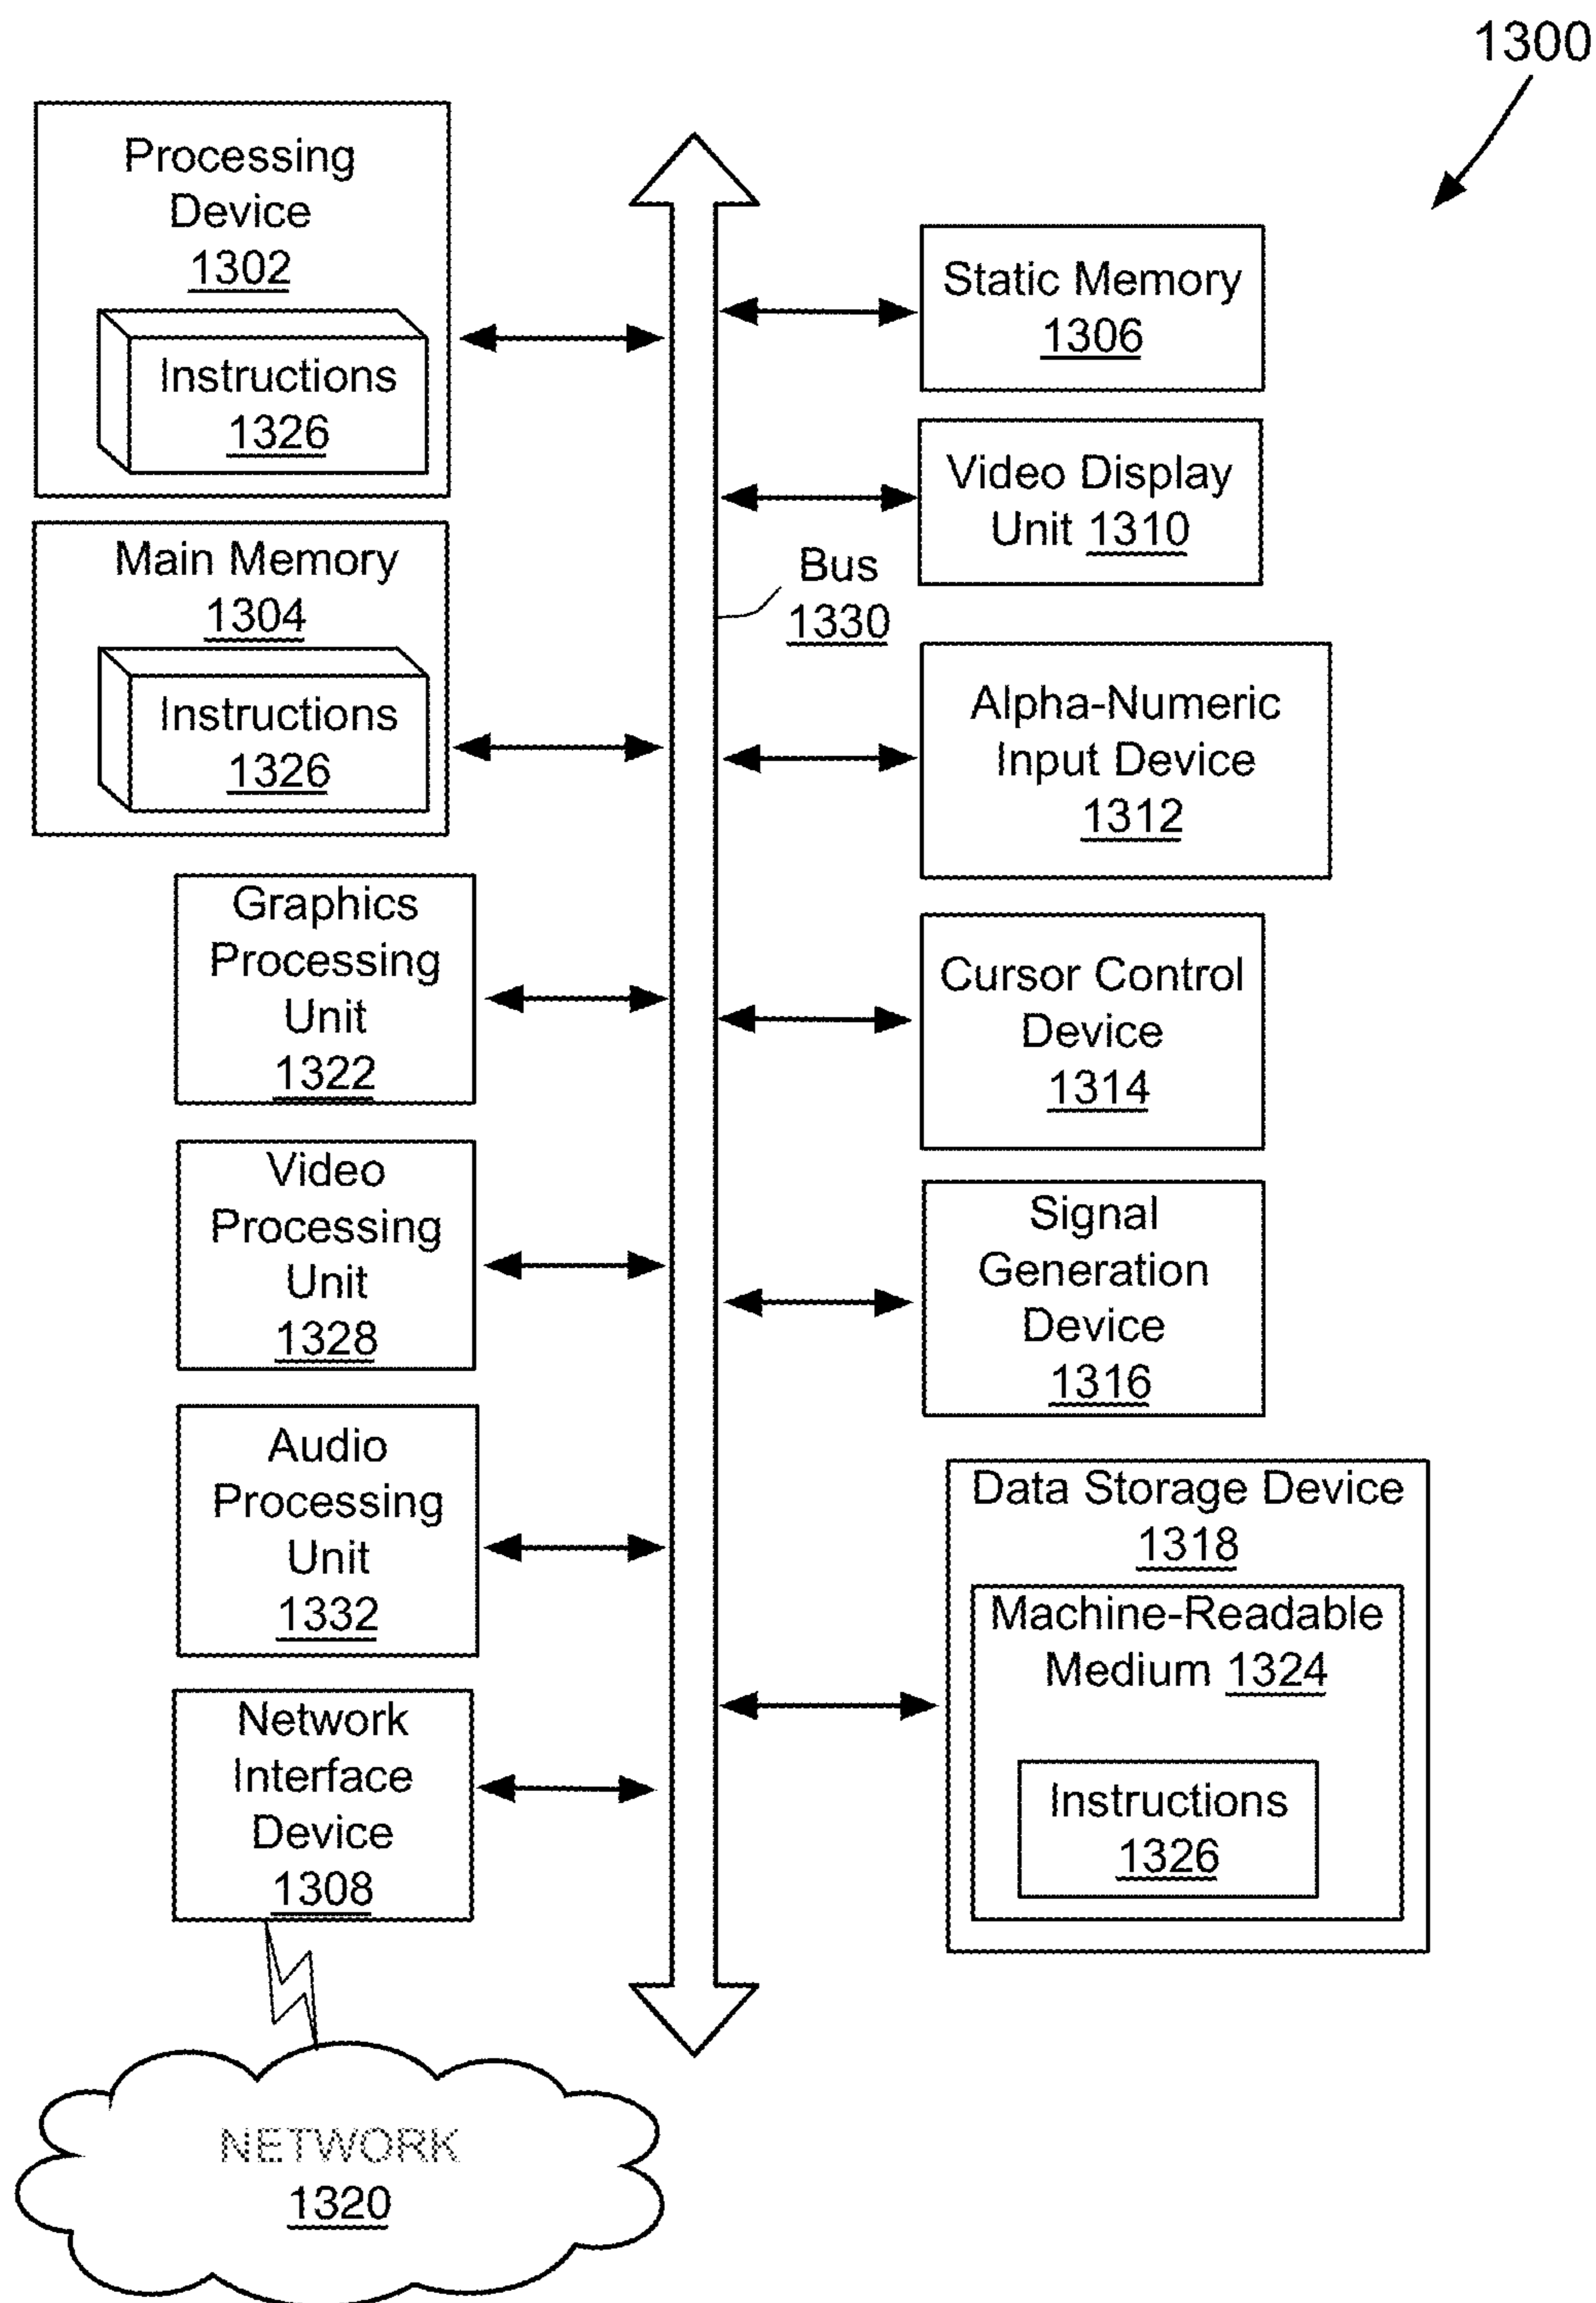 1300
Processing
Device
1302
Instructions
1326
Main Memory
1304
Instructions
1326
Graphics
Processing
Unit
1322
Video
Processing
Unit
1328
Audio
Processing
Unit
1332
Network
Interface
Device
1308
NETWORK
1320
Bus
1330
Static Memory
1306
Video Display
Unit 1310
Alpha-Numeric
Input Device
1312
Cursor Control
Device
1314
Signal
Generation
Device
1316
Data Storage Device
1318
Machine-Readable
Medium 1324
Instructions
1326